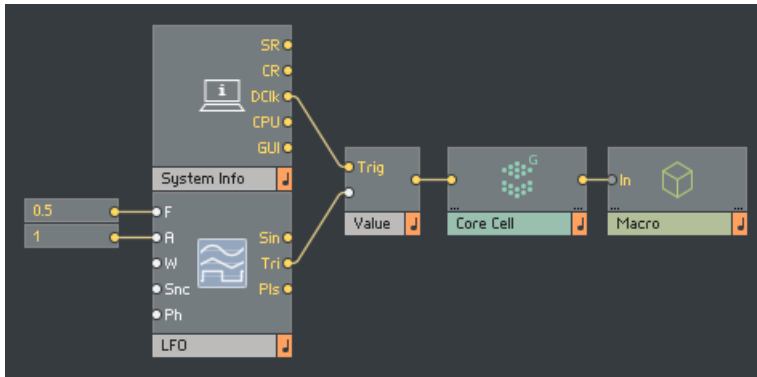 SR
CR
DClk
CPU
GUI
System Info
0.5
1
F
A
W
Snc
Ph
Sin
Tri
Pls
LFO
Trig
Value
G
...
...
Core Cell
In
...
...
Macro